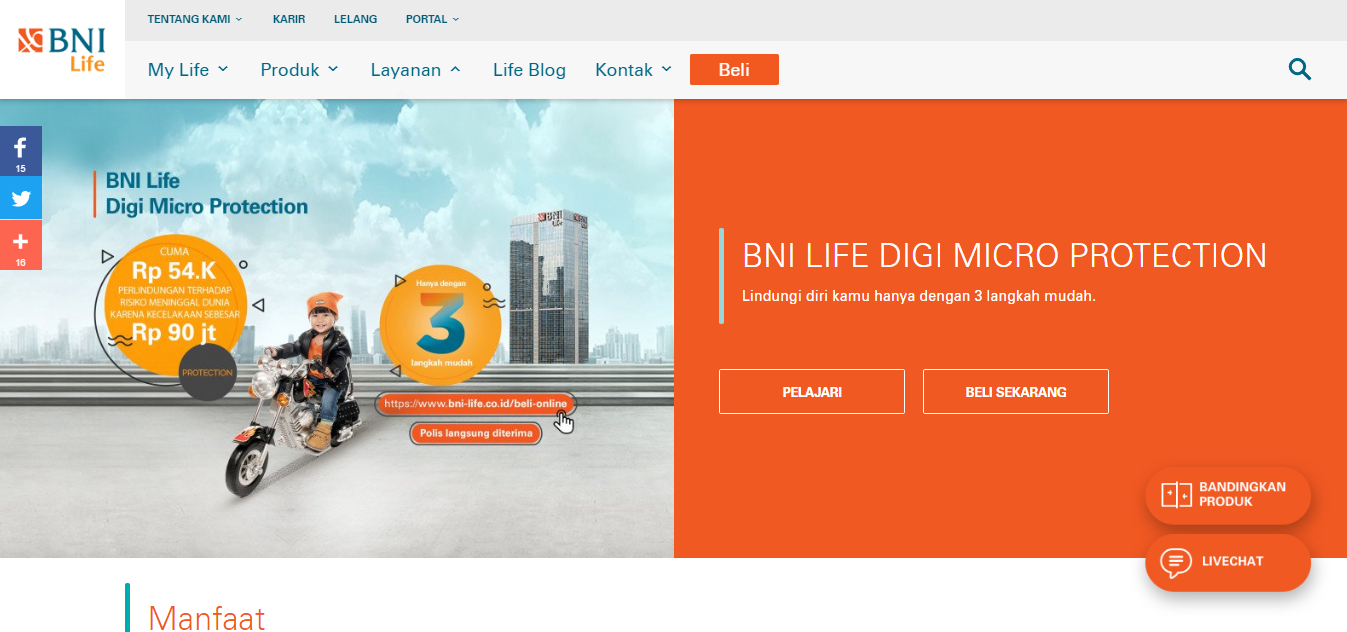 BNI
Life
TENTANG KAMI
KARIR
LELANG
PORTAL
My Life
Produk
Layanan
Life Blog
Kontak
Beli
15
16
BNI Life
Digi Micro Protection
CUMA
Rp 54.K
PERLINDUNGAN TERHADAP
RISIKO MENINGGAL DUNIA
KARENA KECELAKAAN SEBESAR
Rp 90 jt
PROTECTION
Hanya dengan
3
langkah mudah
https://www.bni-life.co.id/beli-online
Polis langsung diterima
BNI
Life
BNI LIFE DIGI MICRO PROTECTION
Lindungi diri kamu hanya dengan 3 langkah mudah.
PELAJARI
BELI SEKARANG
BANDINGKAN
PRODUK
LIVECHAT
Manfaat